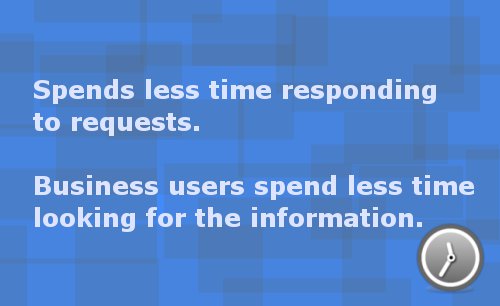 Spends less time responding
to requests.
Business users spend less time
looking for the information.